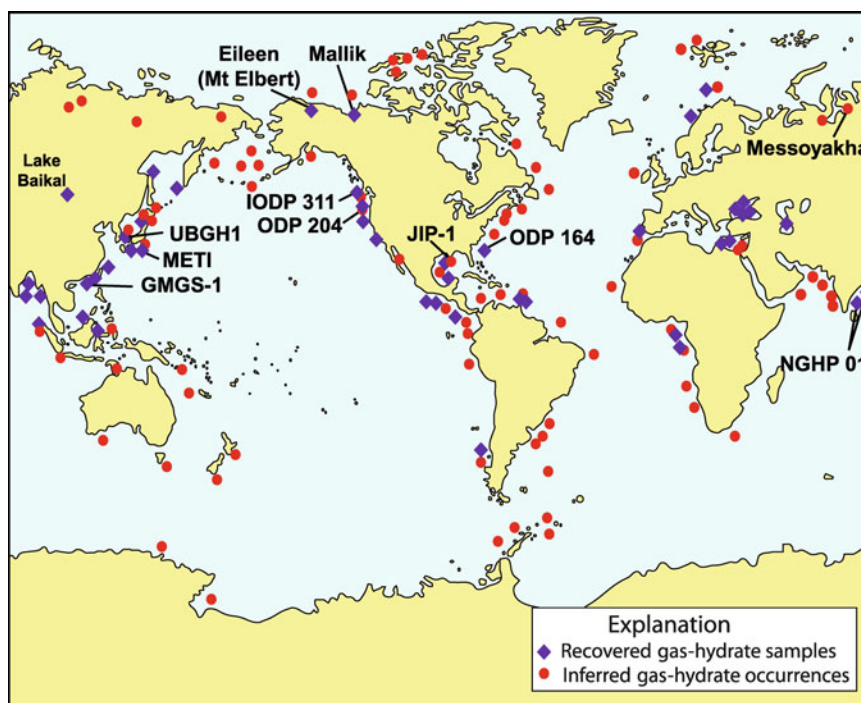 Eileen
(Mt Elbert)
Mallik
Messoyakha
Lake
Baikal
IODP 311
ODP 204
JIP-1
ODP 164
UBGH1
METI
GMGS-1
NGHP 01
Explanation
Recovered gas-hydrate samples
Inferred gas-hydrate occurrences